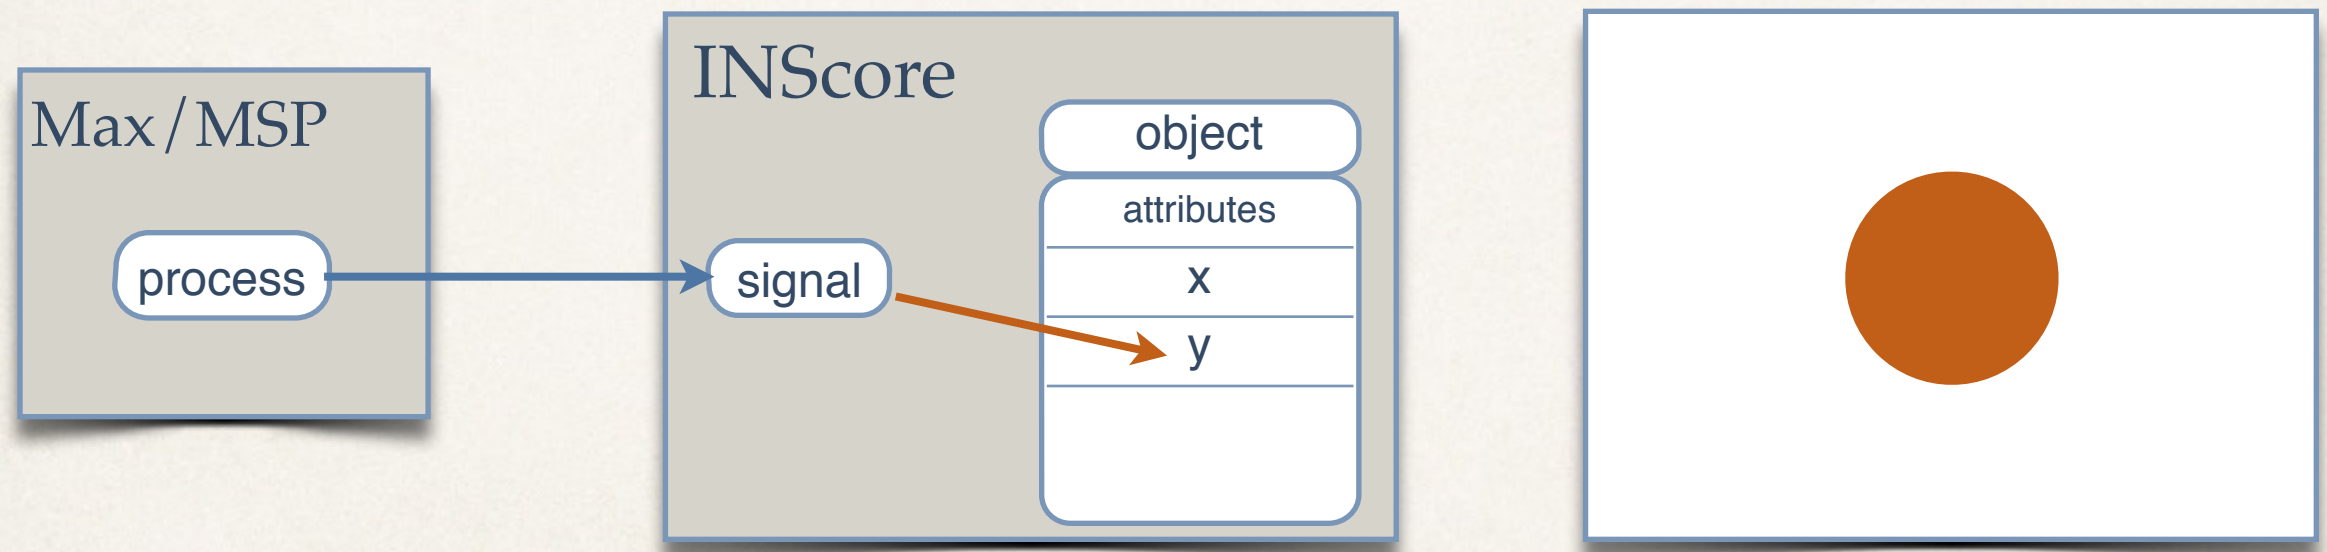 Max/MSP
process
INScore
signal
object
attributes
x
y